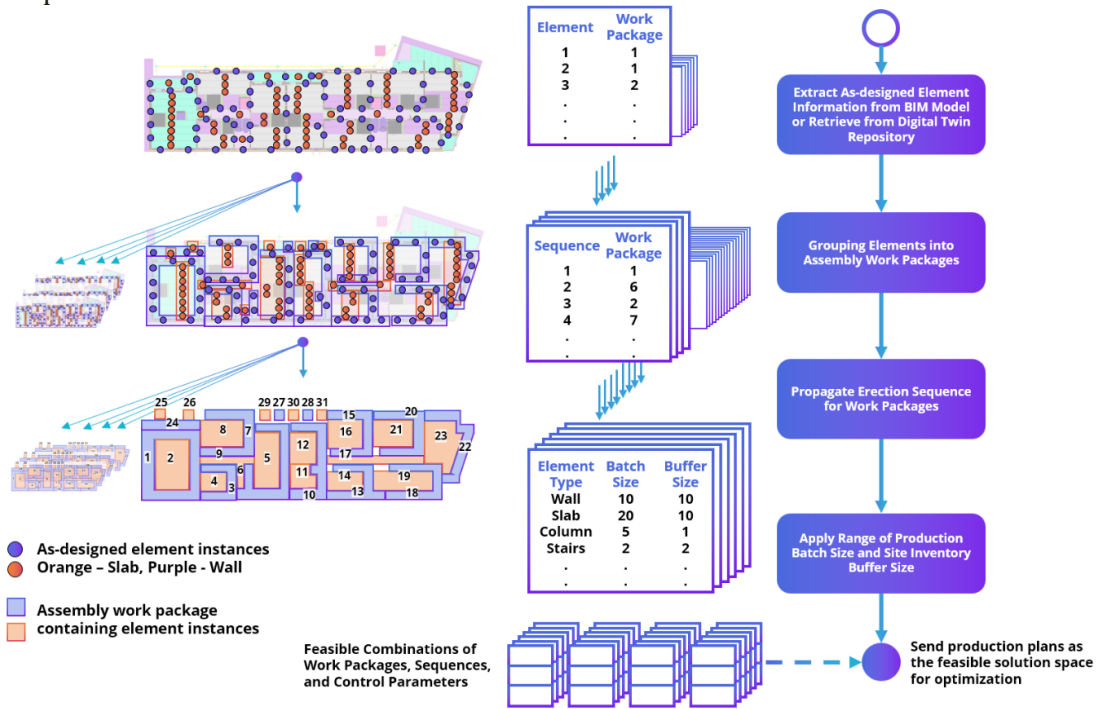 Element Work Package
1 1
2 1
3 2
. .
. .
. .
Extract As-designed Element
Information from BIM Model
or Retrieve from Digital Twin
Repository
Sequence Work Package
1 1
2 6
3 2
4 7
. .
. .
Grouping Elements into
Assembly Work Packages
Propagate Erection Sequence
for Work Packages
25
26
29
27
30
28
31
24
8
7
15
16
20
21
23
22
1
2
9
5
12
17
6
4
3
11
10
14
13
19
18
Element Type Batch Size Buffer Size
Wall 10 10
Slab 20 10
Column 5 1
Stairs 2 2
. . .
. . .
Apply Range of Production
Batch Size and Site Inventory
Buffer Size
As-designed element instances
Orange – Slab, Purple - Wall
Assembly work package
containing element instances
Feasible Combinations of
Work Packages, Sequences,
and Control Parameters
Send production plans as
the feasible solution space
for optimization